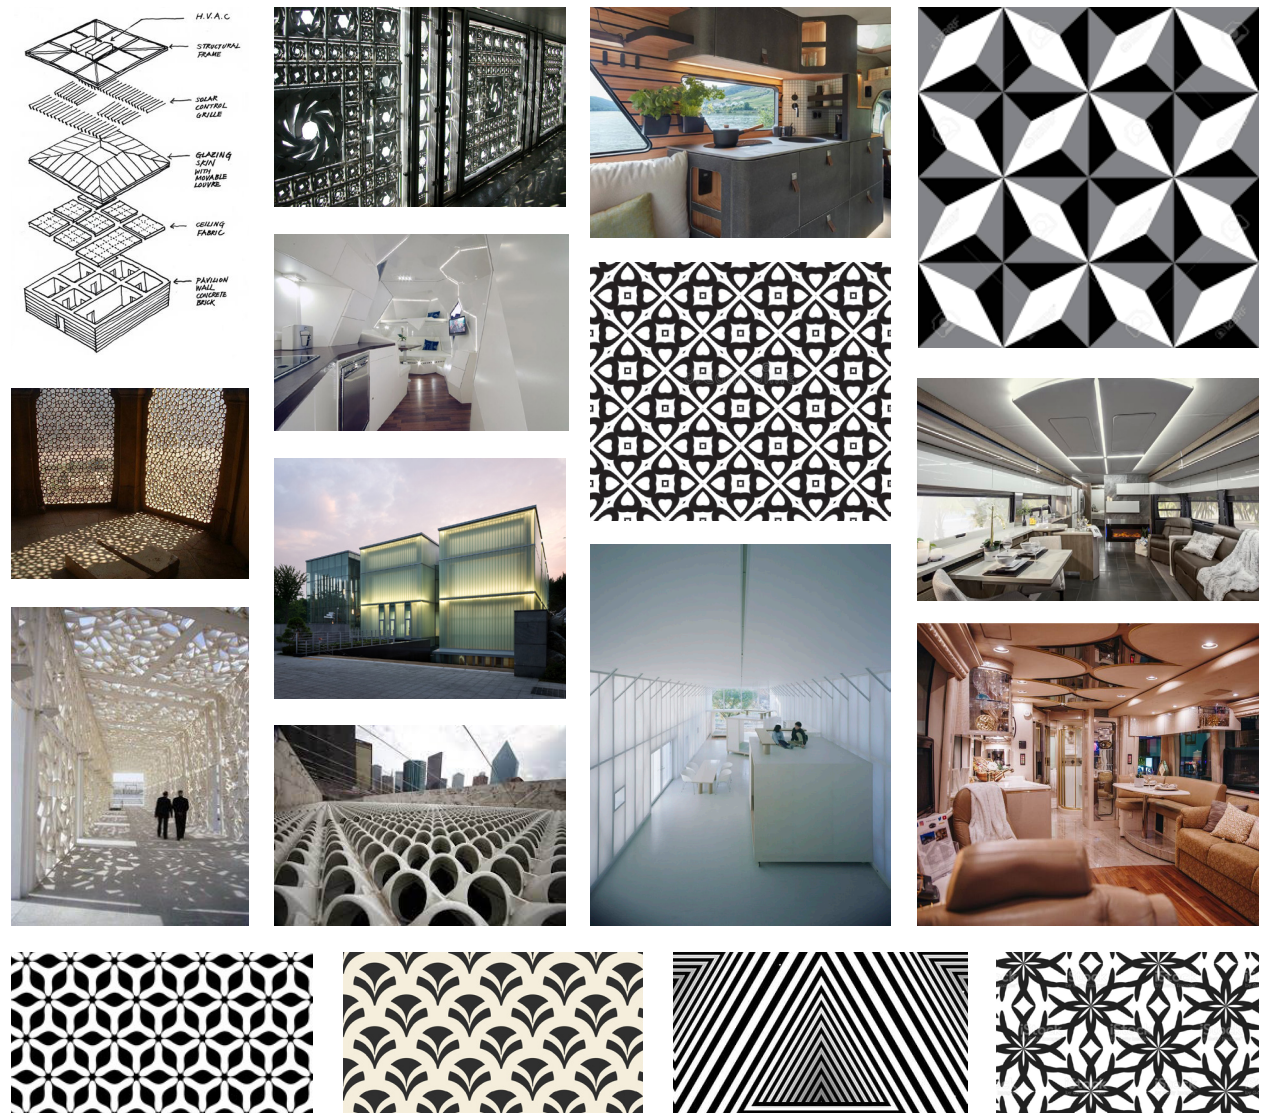 H.V.A.C
STRUCTURAL
FRAME
SOLAR
CONTROL
GRILLE
GLAZING
SKIN
WITH
MOVABLE
LOUVRE
CEILING
FABRIC
PAVILION
WALL
CONCRETE
BRICK